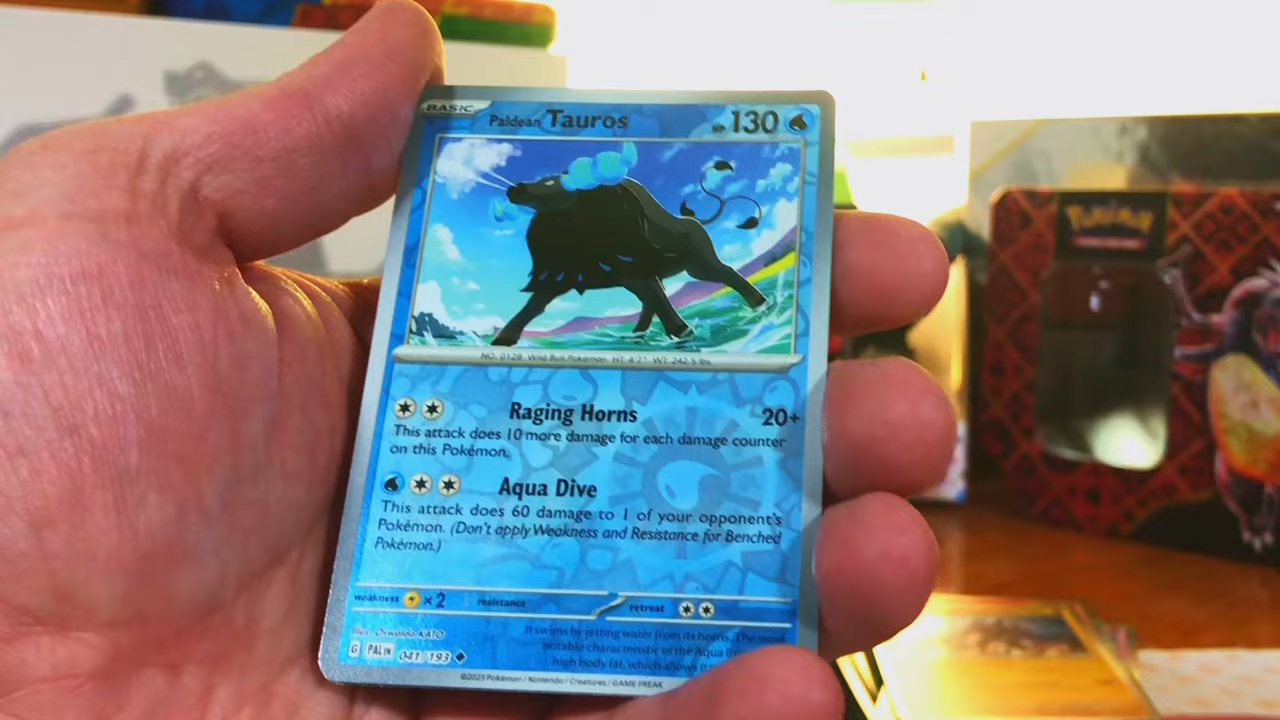 BASIC
Paldean Tauros HP 130
NO. 0128 Wild Bull Pokémon HT: 4'7" WT: 242.5 lbs.
Raging Horns 20+
This attack does 10 more damage for each damage counter
on this Pokémon.
Aqua Dive
This attack does 60 damage to 1 of your opponent's
Pokémon. (Don't apply Weakness and Resistance for Benched
Pokémon.)
weakness ×2 resistance retreat
Illus. Oswaldo KATO
G PAL EN 041/193
It swims by jetting water from its horns. The most
notable characteristic of the Aqua
high body fat, which allows it
©2023 Pokémon / Nintendo / Creatures / GAME FREAK
POKÉMON